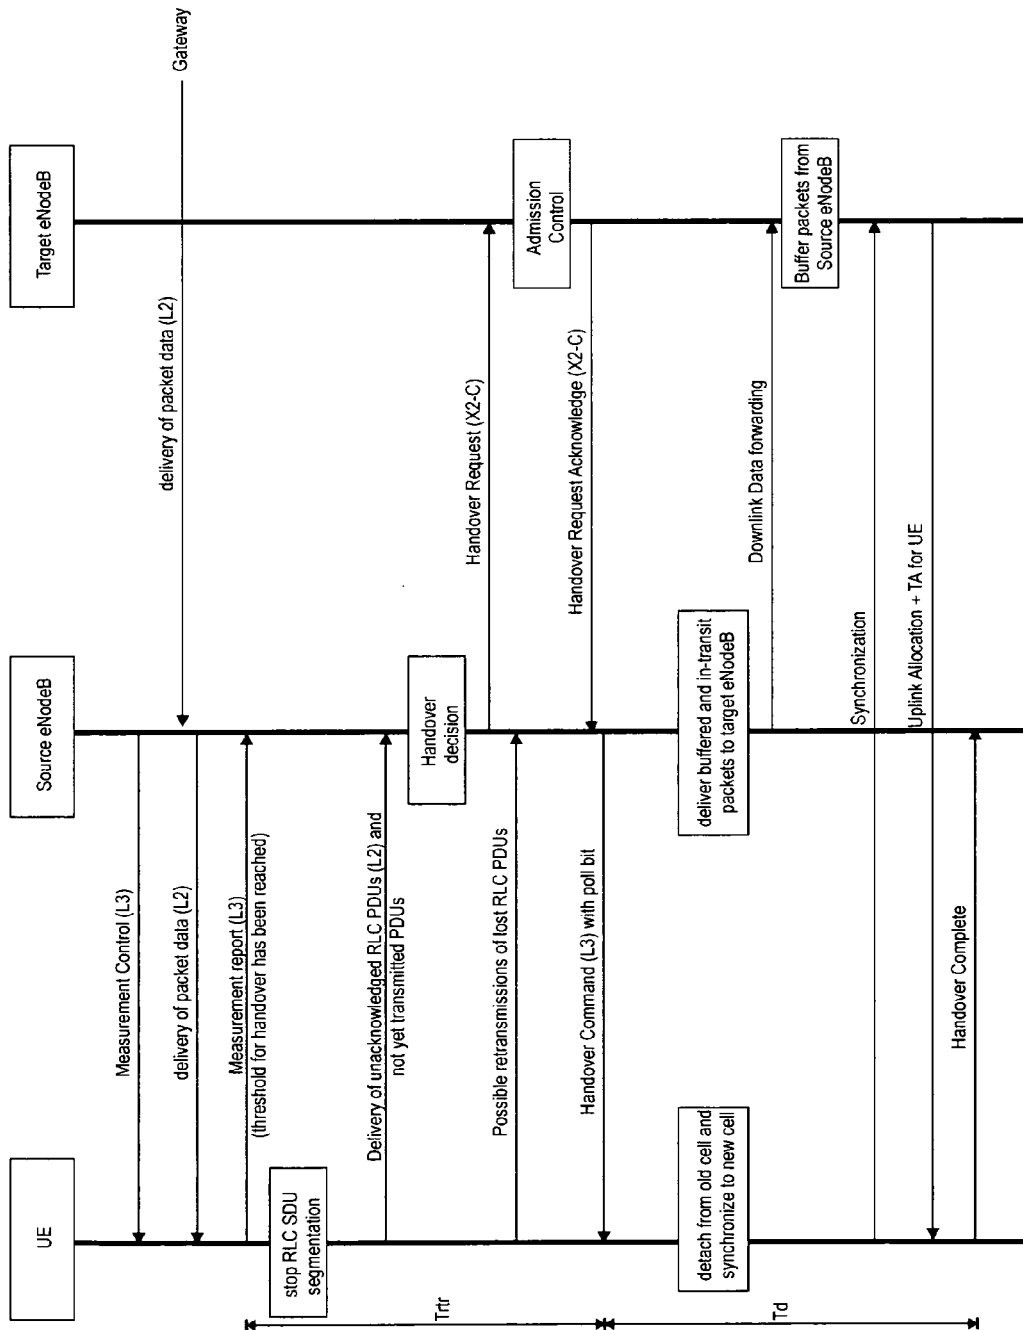 UE
Source eNodeB
Target eNodeB
Gateway
Measurement Control (L3)
delivery of packet data (L2)
delivery of packet data (L2)
Measurement report (L3)
(threshold for handover has been reached)
stop RLC SDU
segmentation
Delivery of unacknowledged RLC PDUs (L2) and
not yet transmitted PDUs
Handover
decision
Handover Request (X2-C)
Possible retransmissions of lost RLC PDUs
Admission
Control
Handover Request Acknowledge (X2-C)
Handover Command (L3) with poll bit
Trtr
detach from old cell and
synchronize to new cell
deliver buffered and in-transit
packets to target eNodeB
Downlink Data forwarding
Buffer packets from
Source eNodeB
Synchronization
Uplink Allocation + TA for UE
Handover Complete
Td